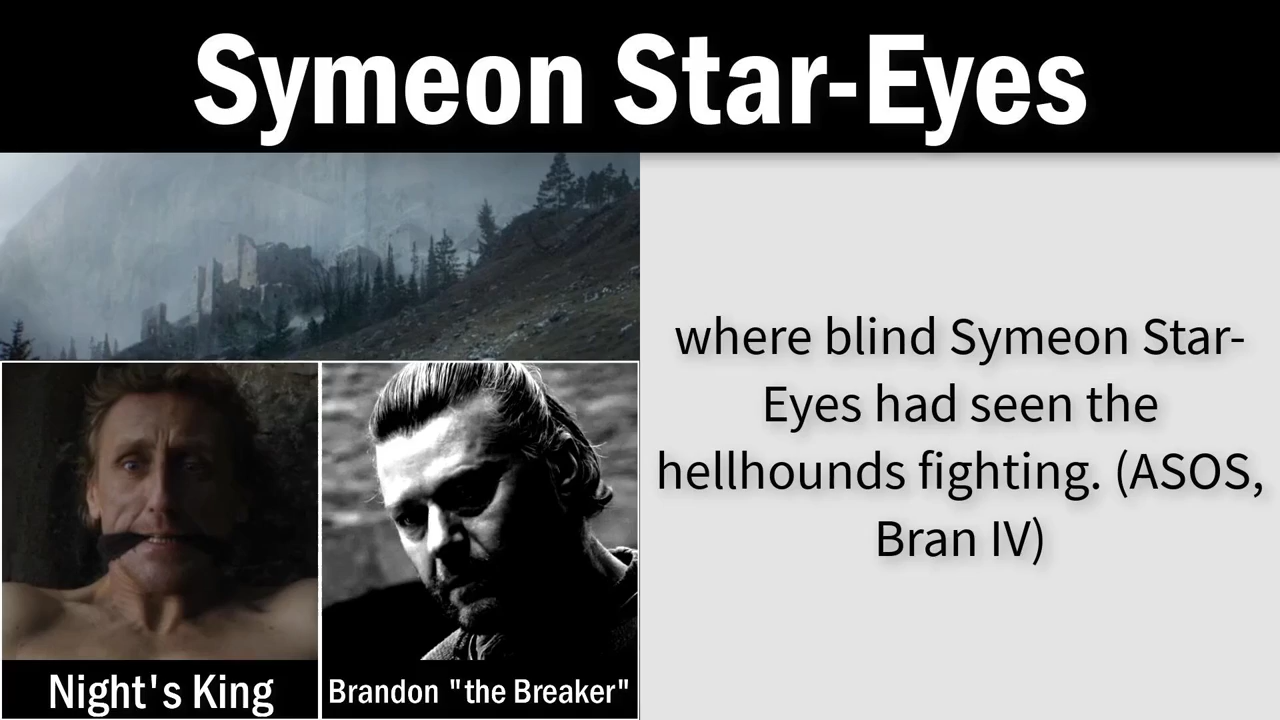 Symeon Star-Eyes
where blind Symeon Star-
Eyes had seen the
hellhounds fighting. (ASOS,
Bran IV)
Night's King
Brandon "the Breaker"